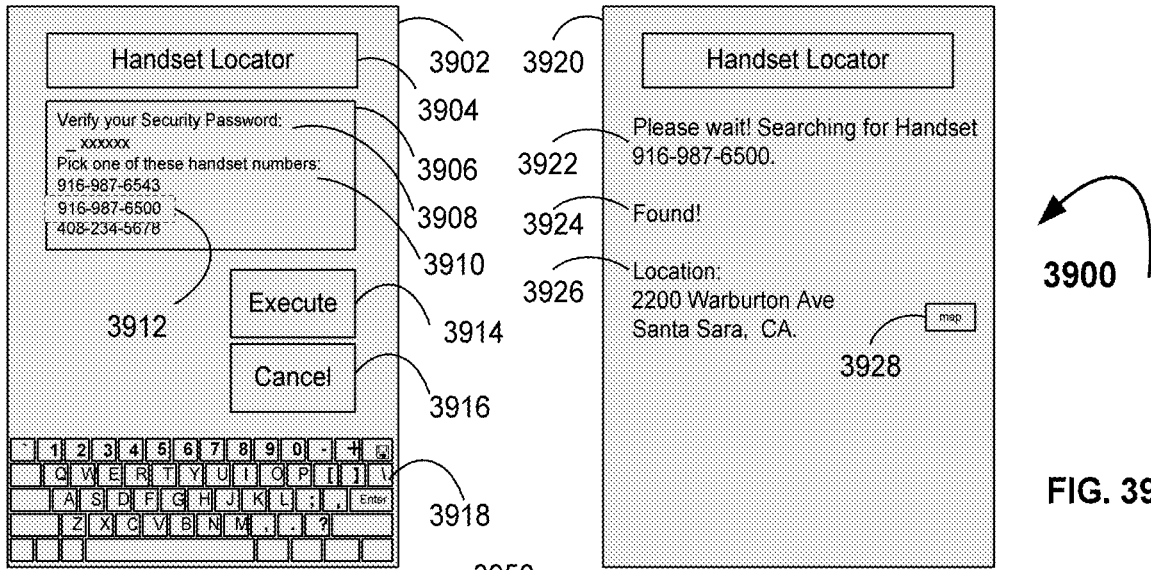 Handset Locator
3902
3904
Verify your Security Password:
_ xxxxxx
Pick one of these handset numbers:
916-987-6543
916-987-6500
408-234-5678
3906
3908
3910
3912
Execute
3914
Cancel
3916
` 1 2 3 4 5 6 7 8 9 0 - +
Q W E R T Y U I O P [ ] \
A S D F G H J K L ; , Enter
Z X C V B N M , . ?
3918
3920
Handset Locator
Please wait! Searching for Handset
916-987-6500.
3922
Found!
3924
Location:
2200 Warburton Ave
Santa Sara, CA.
3926
map
3928
3900
FIG. 39